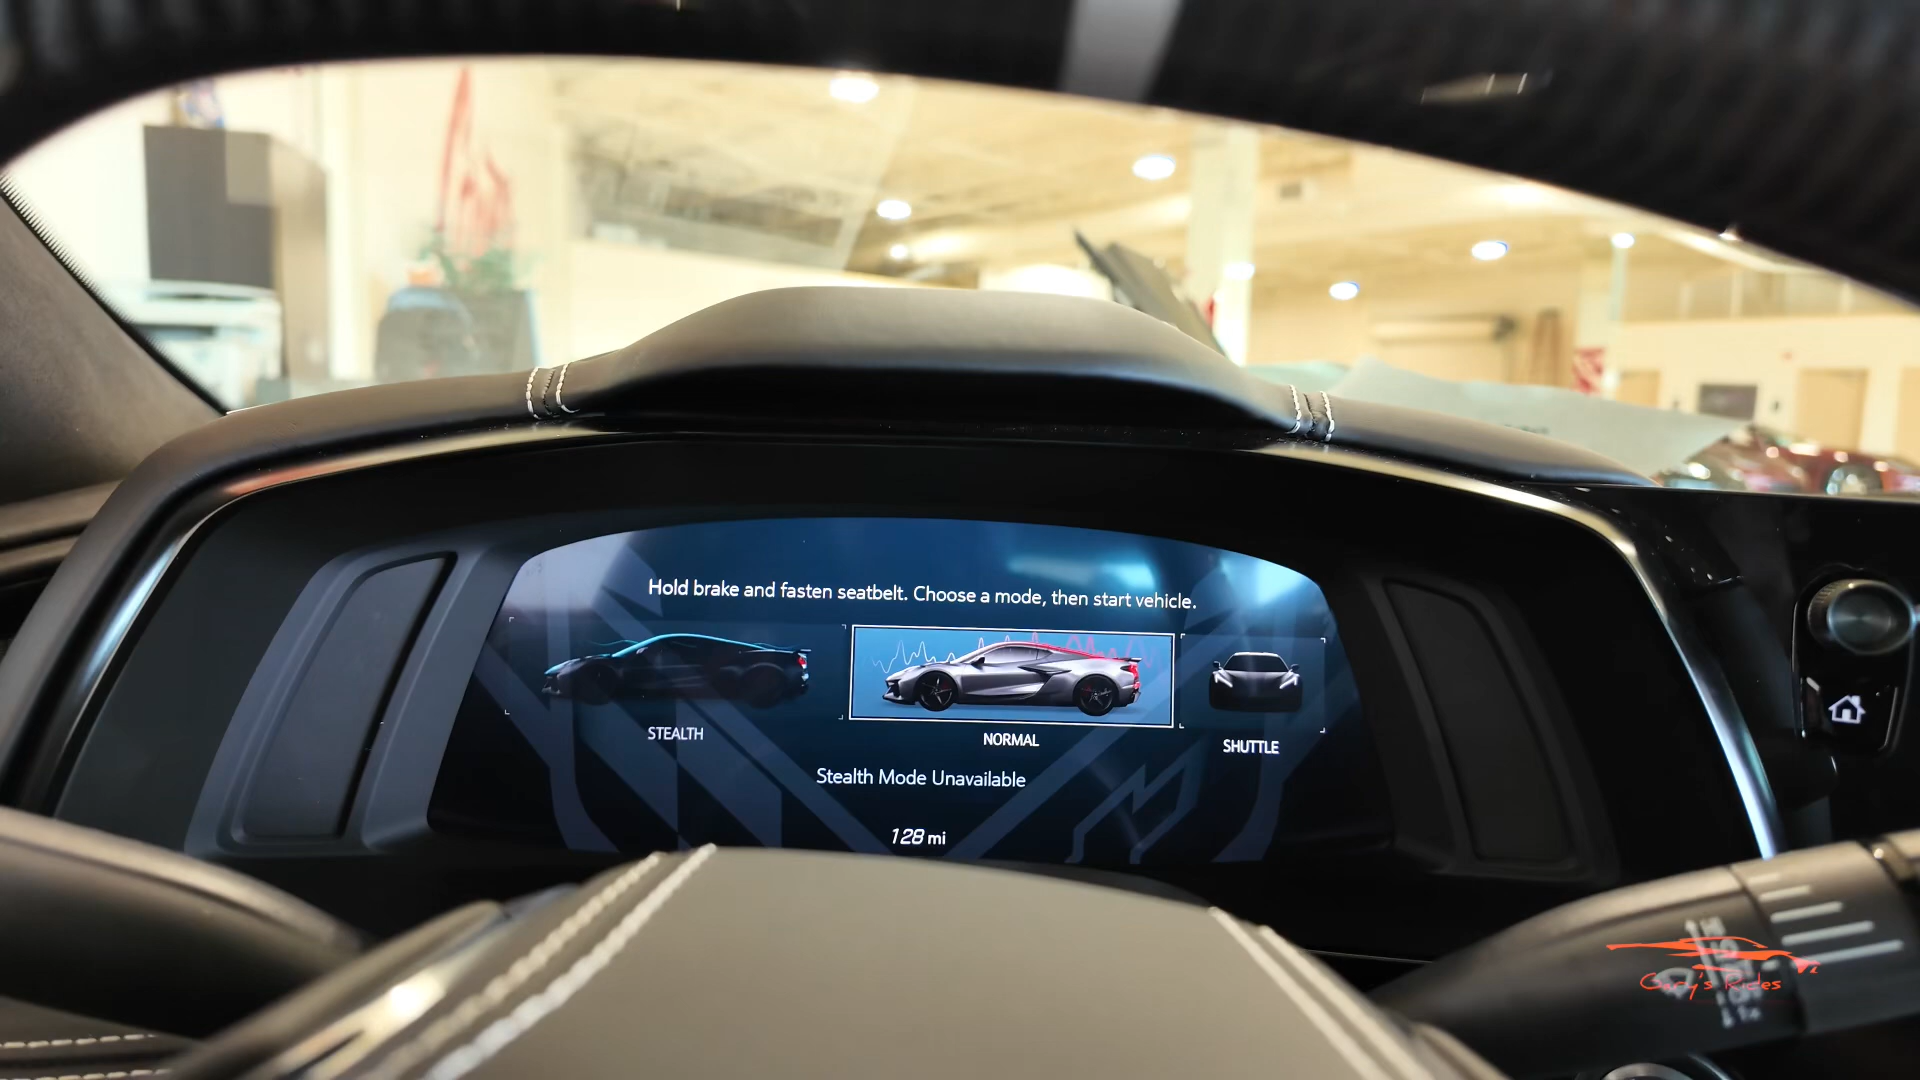 Hold brake and fasten seatbelt. Choose a mode, then start vehicle.
STEALTH
NORMAL
SHUTTLE
Stealth Mode Unavailable
128 mi
Gary's Rides